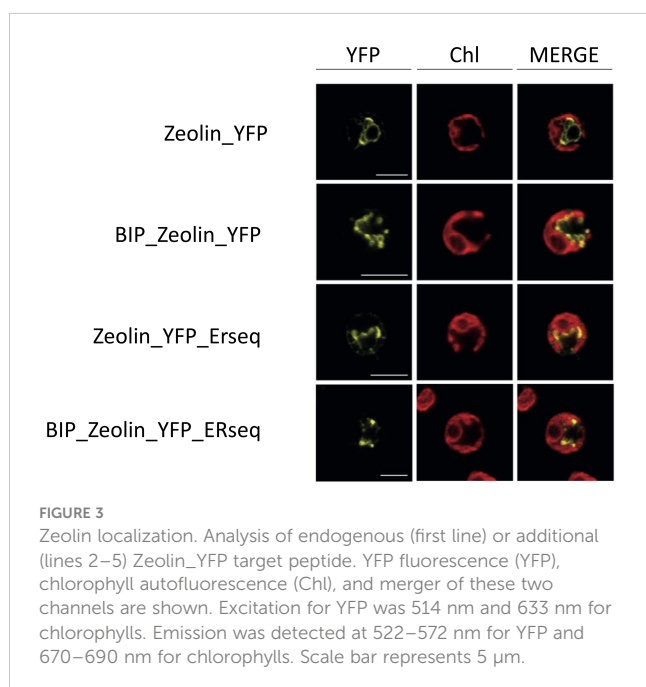 YFP Chl MERGE
Zeolin_YFP
BIP_Zeolin_YFP
Zeolin_YFP_Erseq
BIP_Zeolin_YFP_ERseq
FIGURE 3
Zeolin localization. Analysis of endogenous (first line) or additional
(lines 2–5) Zeolin_YFP target peptide. YFP fluorescence (YFP),
chlorophyll autofluorescence (Chl), and merger of these two
channels are shown. Excitation for YFP was 514 nm and 633 nm for
chlorophylls. Emission was detected at 522–572 nm for YFP and
670–690 nm for chlorophylls. Scale bar represents 5 μm.